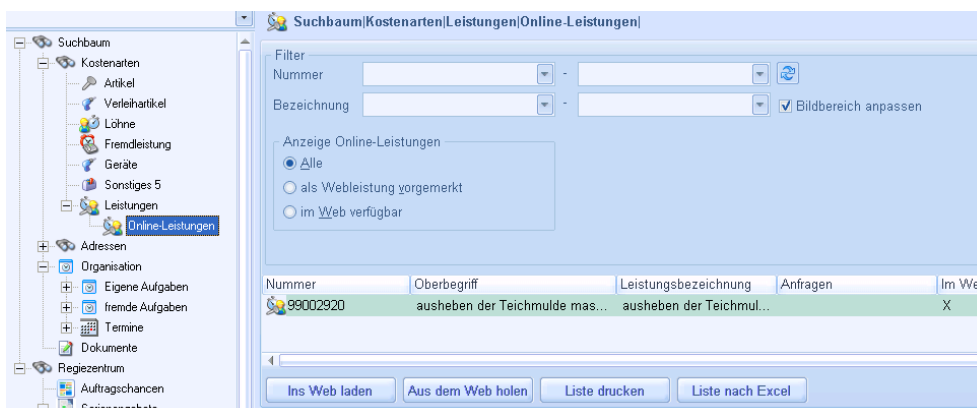 Suchbaum|Kostenarten|Leistungen|Online-Leistungen|
Suchbaum
Kostenarten
Artikel
Verleihartikel
Löhne
Fremdleistung
Geräte
Sonstiges 5
Leistungen
Online-Leistungen
Adressen
Organisation
Eigene Aufgaben
fremde Aufgaben
Termine
Dokumente
Regiezentrum
Auftragschancen
Filter
Nummer -
Bezeichnung - Bildbereich anpassen
Anzeige Online-Leistungen
Alle
als Webleistung vorgemerkt
im Web verfügbar
Nummer Oberbegriff Leistungsbezeichnung Anfragen Im We
99002920 ausheben der Teichmulde mas... ausheben der Teichmul... X
Ins Web laden Aus dem Web holen Liste drucken Liste nach Excel